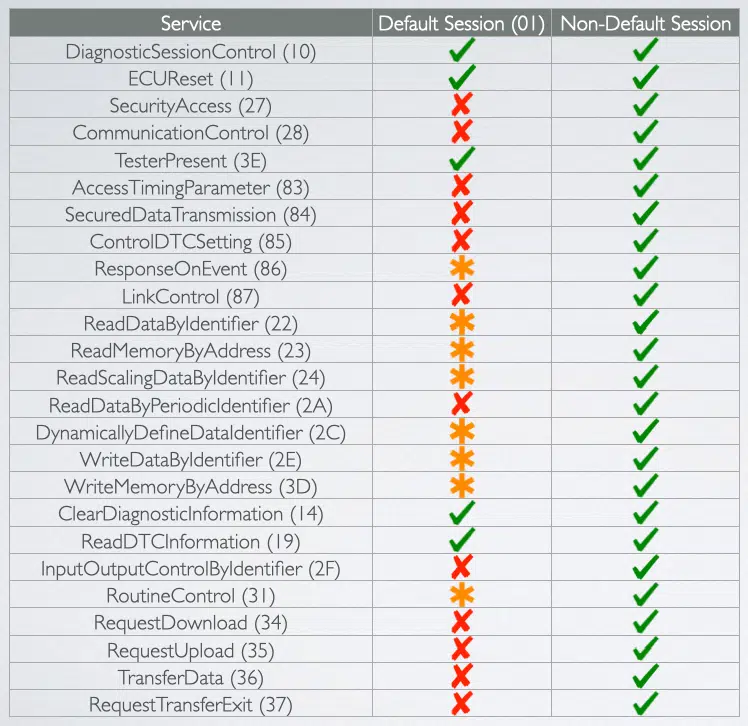 Service Default Session (01) Non-Default Session
DiagnosticSessionControl (10)
ECUReset (11)
SecurityAccess (27)
CommunicationControl (28)
TesterPresent (3E)
AccessTimingParameter (83)
SecuredDataTransmission (84)
ControlDTCSetting (85)
ResponseOnEvent (86)
LinkControl (87)
ReadDataByIdentifier (22)
ReadMemoryByAddress (23)
ReadScalingDataByIdentifier (24)
ReadDataByPeriodicIdentifier (2A)
DynamicallyDefineDataIdentifier (2C)
WriteDataByIdentifier (2E)
WriteMemoryByAddress (3D)
ClearDiagnosticInformation (14)
ReadDTCInformation (19)
InputOutputControlByIdentifier (2F)
RoutineControl (31)
RequestDownload (34)
RequestUpload (35)
TransferData (36)
RequestTransferExit (37)